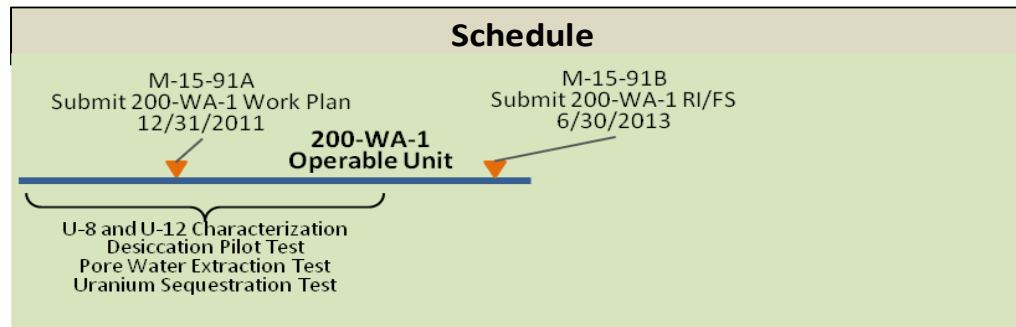 Schedule
M-15-91A
Submit 200-WA-1 Work Plan
12/31/2011
M-15-91B
Submit 200-WA-1 RI/FS
6/30/2013
200-WA-1
Operable Unit
U-8 and U-12 Characterization
Desiccation Pilot Test
Pore Water Extraction Test
Uranium Sequestration Test